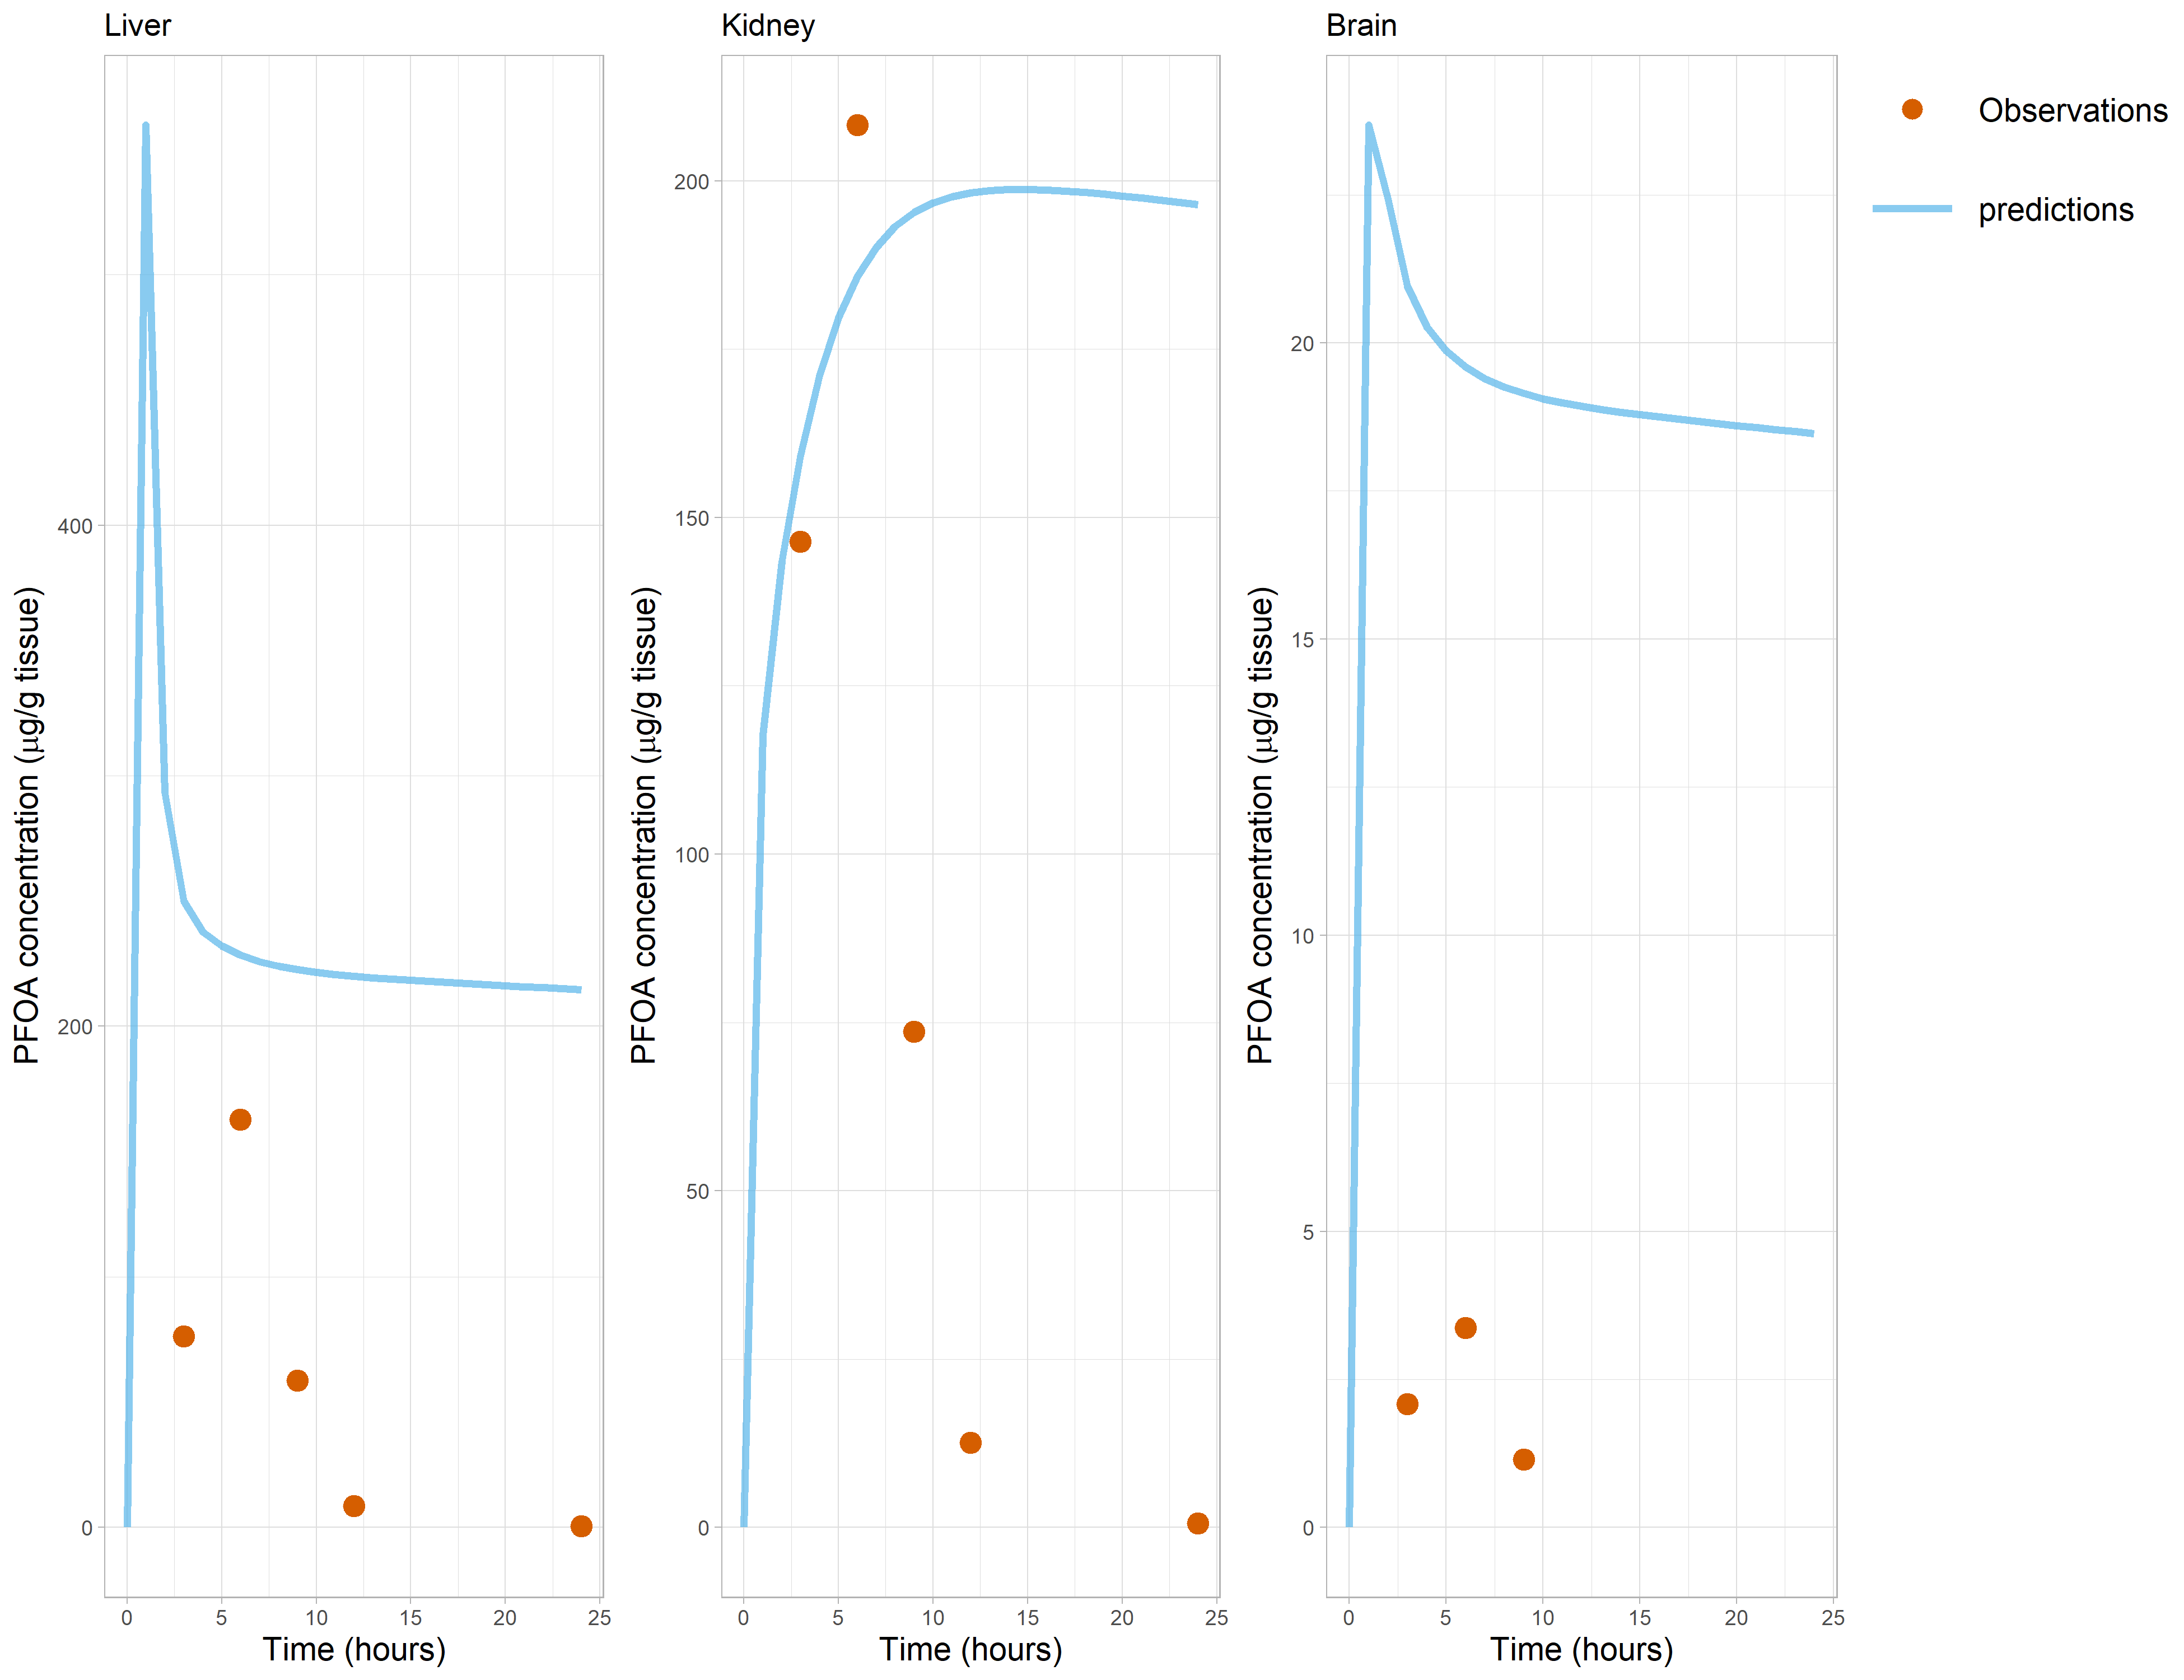 Liver
PFOA concentration (μg/g tissue)
400
200
0
0 5 10 15 20 25
Time (hours)
Kidney
PFOA concentration (μg/g tissue)
200
150
100
50
0
0 5 10 15 20 25
Time (hours)
Brain
PFOA concentration (μg/g tissue)
20
15
10
5
0
0 5 10 15 20 25
Time (hours)
Observations
predictions